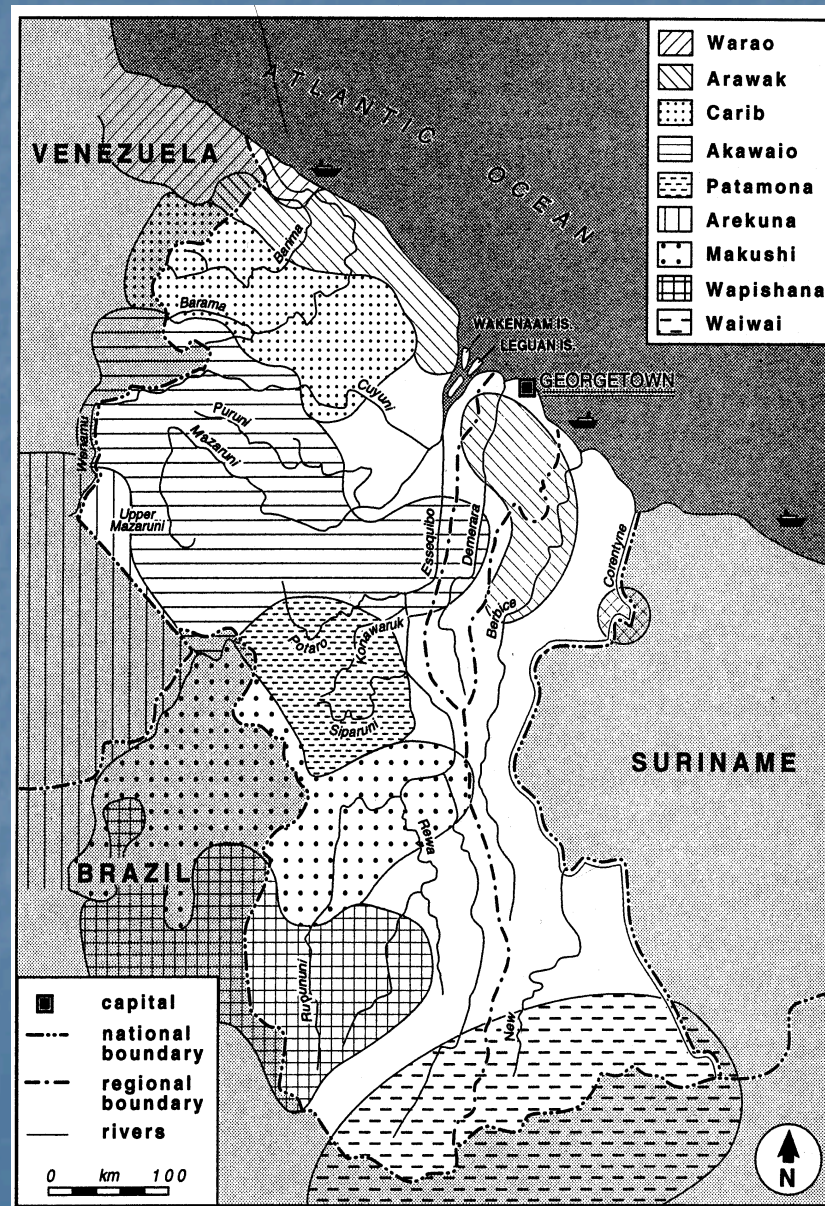 Warao
Arawak
Carib
Akawaio
Patamona
Arekuna
Makushi
Wapishana
Waiwai
ATLANTIC OCEAN
VENEZUELA
Barima
Barama
WAKENAAM IS.
LEGUAN IS.
GEORGETOWN
Cuyuni
Puruni
Mazaruni
Wenamu
Upper
Mazaruni
Essequibo
Demerara
Corentyne
Berbice
Potaro
Konawaruk
Siparuni
SURINAME
Rewa
BRAZIL
Rupununi
New
capital
national
boundary
regional
boundary
rivers
0 km 100
N